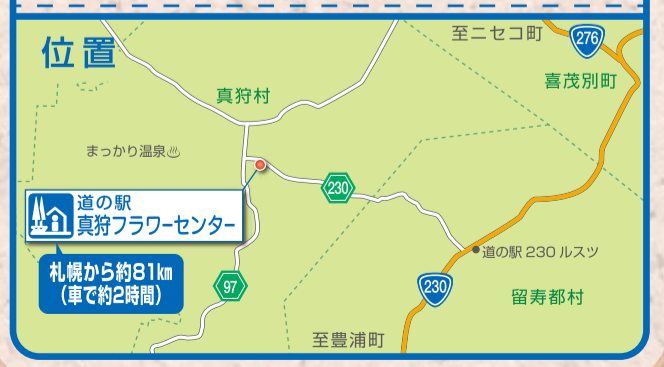 位置
至ニセコ町
276
喜茂別町
真狩村
まっかり温泉♨
230
道の駅
真狩フラワーセンター
道の駅230ルスツ
札幌から約81㎞
（車で約2時間）
97
230
留寿都村
至豊浦町